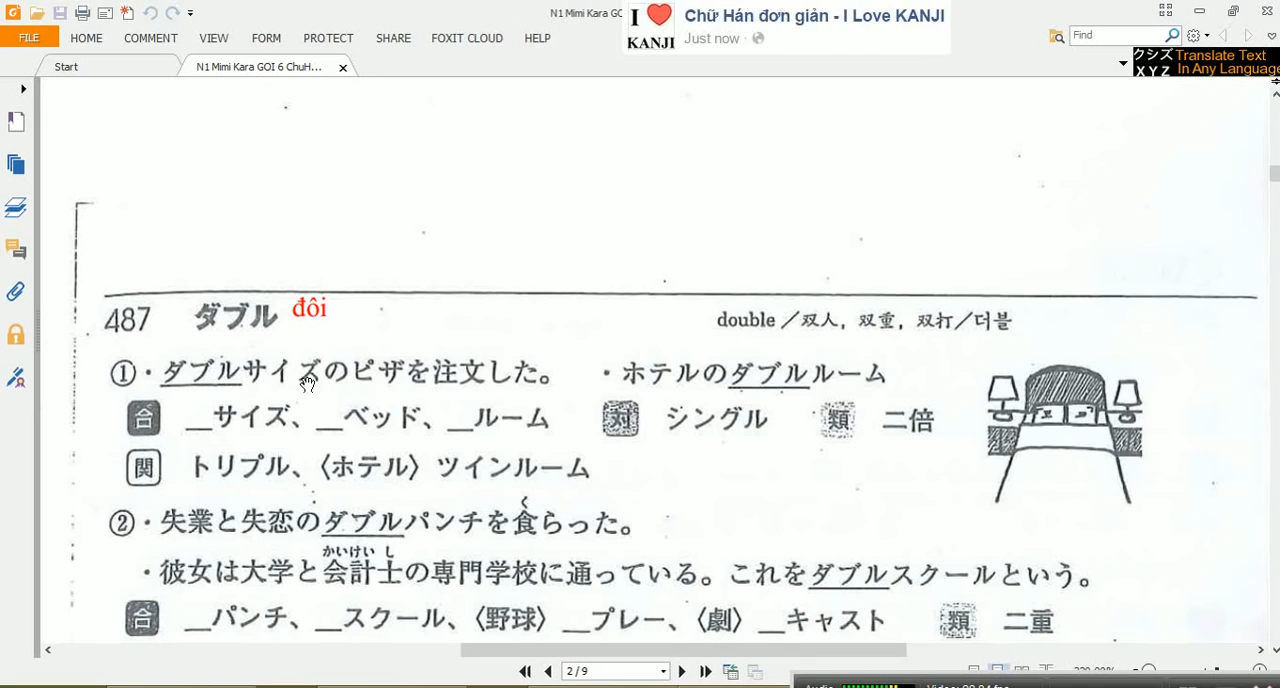 N1 Mimi Kara GO
I ❤ KANJI
Chữ Hán đơn giản - I Love KANJI
Just now
FILE HOME COMMENT VIEW FORM PROTECT SHARE FOXIT CLOUD HELP
Find
Start
N1 Mimi Kara GOI 6 ChuH...
クシズ
XYZ
Translate Text
In Any Language
487 ダブル đôi double／双人，双重，双打／더블
①・ダブルサイズのピザを注文した。 ・ホテルのダブルルーム
合 __サイズ、__ベッド、__ルーム 対 シングル 類 二倍
関 トリプル、〈ホテル〉ツインルーム
く
②・失業と失恋のダブルパンチを食らった。
かいけい し
・彼女は大学と会計士の専門学校に通っている。これをダブルスクールという。
合 __パンチ、__スクール、〈野球〉__プレー、〈劇〉__キャスト 類 二重
2/9